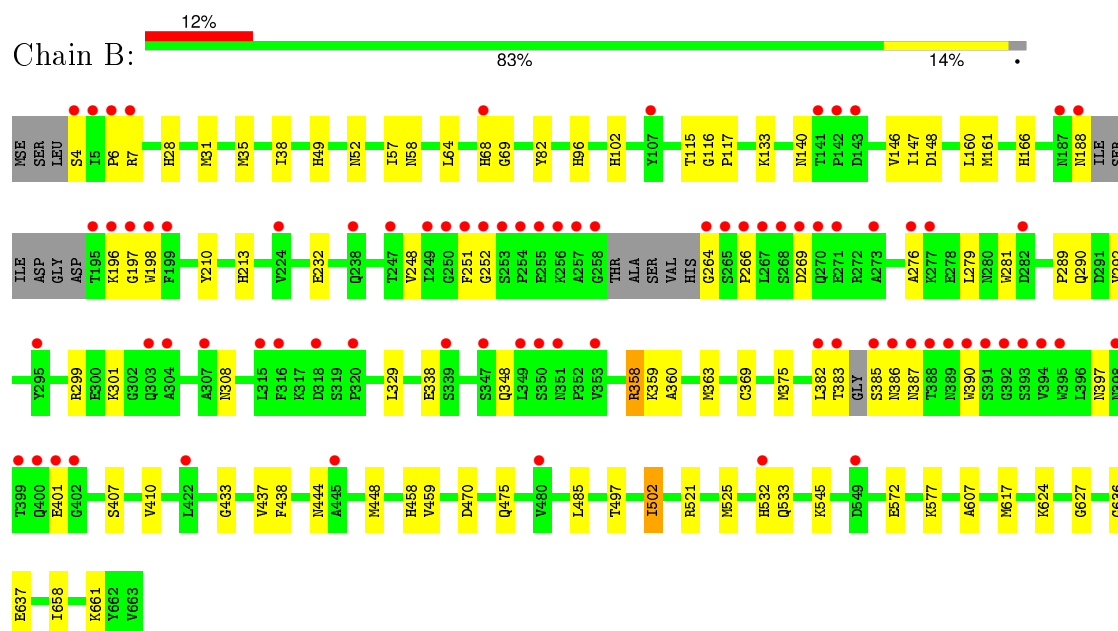 12%
Chain B:
83% 14% •
MSE SER LEU S4 I5 P6 R7 H28 M31 M35 I38 H49 N52 I57 N58 L64 H68 G69 Y82 H96 H102 Y107 T115 G116 P117 K133 N140 T141 P142 D143 V146 I147 D148 L160 M161 H166 N187 N188 ILE SER
ILE ASP GLY ASP T195 K196 G197 W198 F199 Y210 H213 V224 E232 Q238 T247 V248 I249 G250 F251 G252 S253 P254 E255 K256 A257 G258 THR ALA SER VAL HIS G264 S265 P266 L267 S268 D269 Q270 E271 R272 A273 A276 K277 E278 L279 N280 W281 D282 P289 Q290 D291 V292
Y295 R299 E300 K301 G302 Q303 A304 A307 N308 L315 F316 K317 D318 S319 P320 L329 E338 S339 S347 Q348 L349 S350 N351 P352 V353 R358 K359 A360 M363 C369 M375 L382 T383 GLY S385 N386 N387 T388 N389 W390 S391 G392 S393 V394 W395 L396 N397 N398
T399 Q400 E401 G402 S407 V410 L422 G433 V437 F438 N444 A445 M448 H458 V459 D470 Q475 V480 L485 T497 I502 R521 M525 H532 Q533 K545 D549 E572 K577 A607 M617 K624 G627
E637 I658 K661 Y662 V663